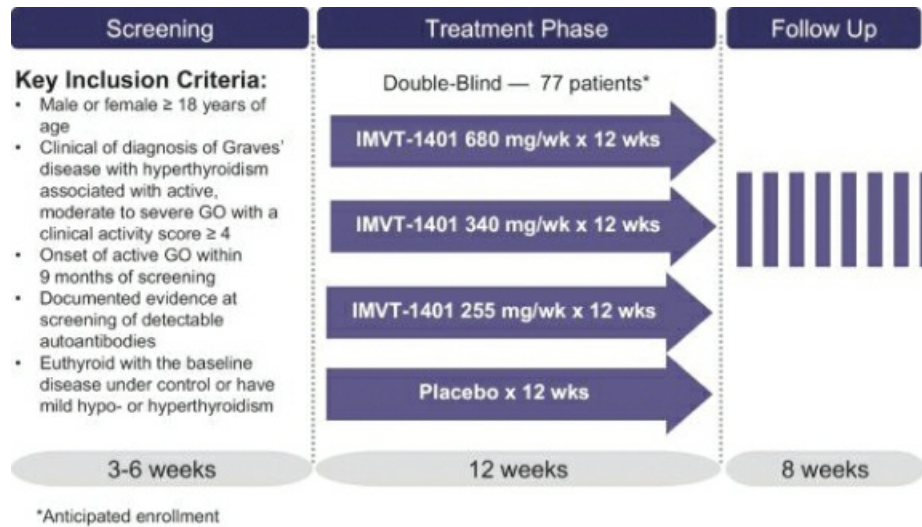 Screening
Treatment Phase
Follow Up
Key Inclusion Criteria:
• Male or female ≥ 18 years of
age
• Clinical of diagnosis of Graves'
disease with hyperthyroidism
associated with active,
moderate to severe GO with a
clinical activity score ≥ 4
• Onset of active GO within
9 months of screening
• Documented evidence at
screening of detectable
autoantibodies
• Euthyroid with the baseline
disease under control or have
mild hypo- or hyperthyroidism
Double-Blind — 77 patients*
IMVT-1401 680 mg/wk x 12 wks
IMVT-1401 340 mg/wk x 12 wks
IMVT-1401 255 mg/wk x 12 wks
Placebo x 12 wks
3-6 weeks
12 weeks
8 weeks
*Anticipated enrollment